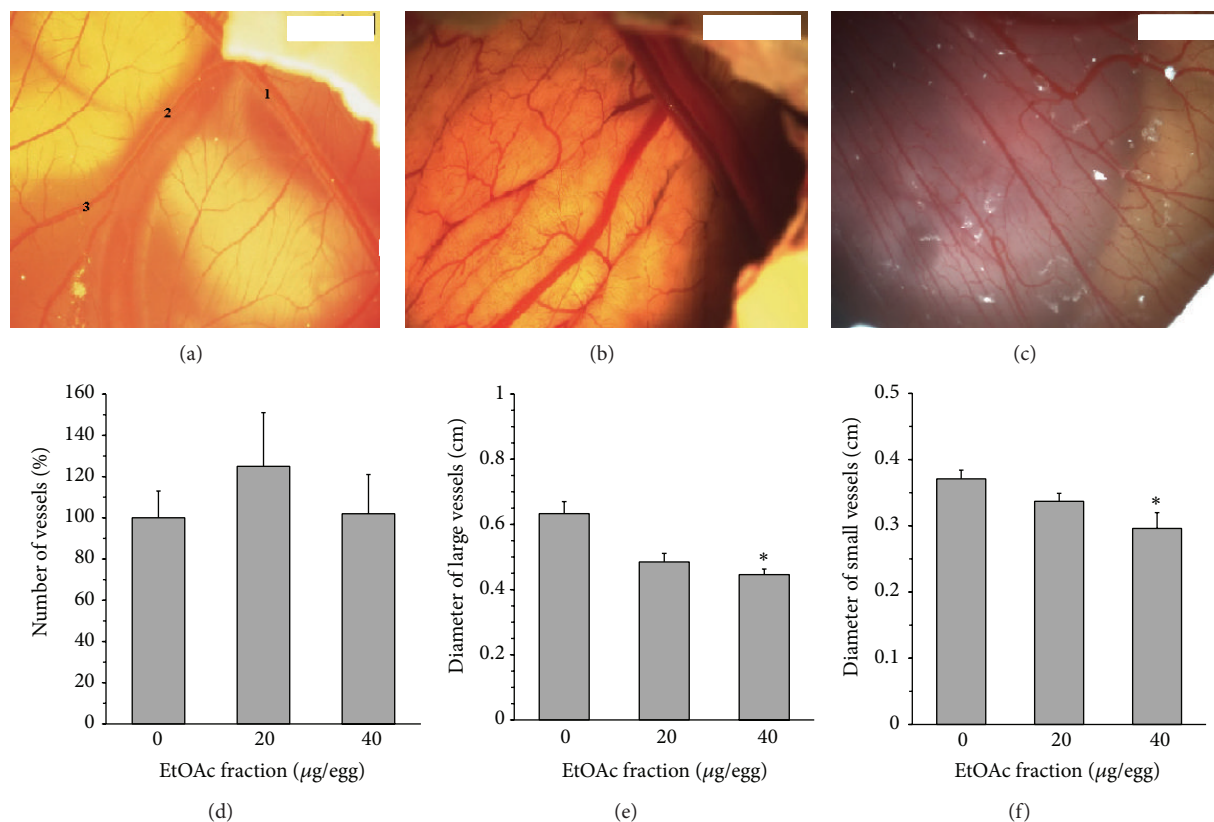 1
2
3
(a)
(b)
(c)
Number of vessels (%)
160
140
120
100
80
60
40
20
0
0 20 40
EtOAc fraction (μg/egg)
(d)
Diameter of large vessels (cm)
1
0.8
0.6
0.4
0.2
0
*
0 20 40
EtOAc fraction (μg/egg)
(e)
Diameter of small vessels (cm)
0.5
0.4
0.3
0.2
0.1
0
*
0 20 40
EtOAc fraction (μg/egg)
(f)